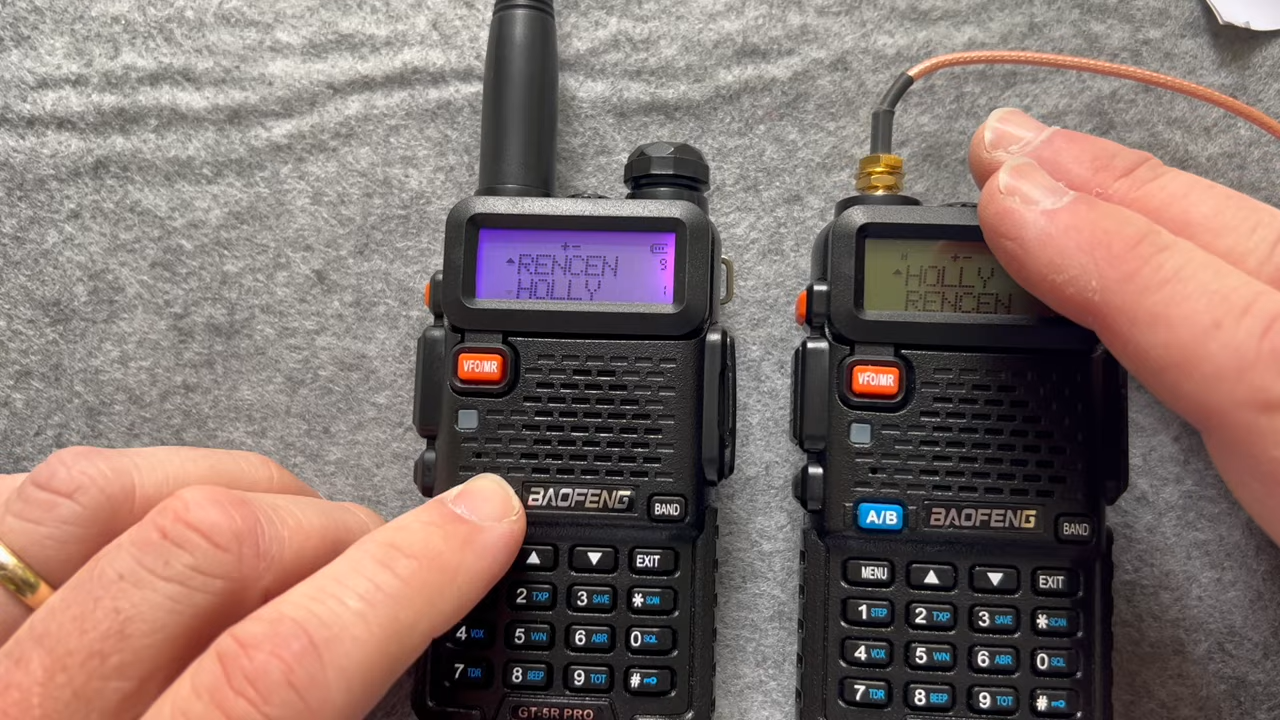 +-
RENCEN 9
HOLLY 1
VFO/MR
BAOFENG
BAND
▲ ▼ EXIT
2 TXP 3 SAVE * SCAN
4 VOX 5 WN 6 ABR 0 SQL
7 TDR 8 BEEP 9 TOT #
GT-5R PRO
N +-
HOLLY
RENCEN
VFO/MR
A/B BAOFENG
BAND
MENU ▲ ▼ EXIT
1 STEP 2 TXP 3 SAVE * SCAN
4 VOX 5 WN 6 ABR 0 SQL
7 TDR 8 BEEP 9 TOT #